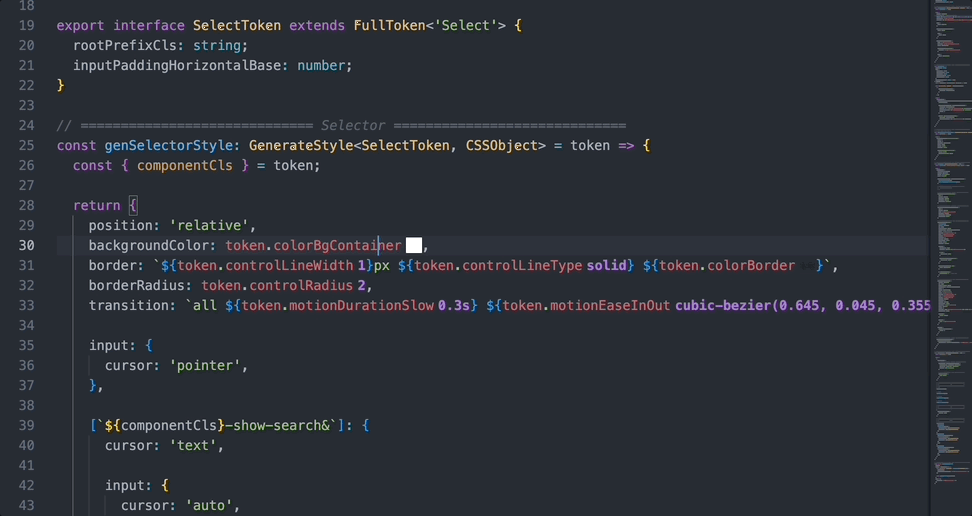 18
19 export interface SelectToken extends FullToken<'Select'> {
20 rootPrefixCls: string;
21 inputPaddingHorizontalBase: number;
22 }
23
24 // ============================= Selector =============================
25 const genSelectorStyle: GenerateStyle<SelectToken, CSSObject> = token => {
26 const { componentCls } = token;
27
28 return {
29 position: 'relative',
30 backgroundColor: token.colorBgContainer ,
31 border: `${token.controlLineWidth 1}px ${token.controlLineType solid} ${token.colorBorder }`,
32 borderRadius: token.controlRadius 2,
33 transition: `all ${token.motionDurationSlow 0.3s} ${token.motionEaseInOut cubic-bezier(0.645, 0.045, 0.355
34
35 input: {
36 cursor: 'pointer',
37 },
38
39 [`${componentCls}-show-search&`]: {
40 cursor: 'text',
41
42 input: {
43 cursor: 'auto',